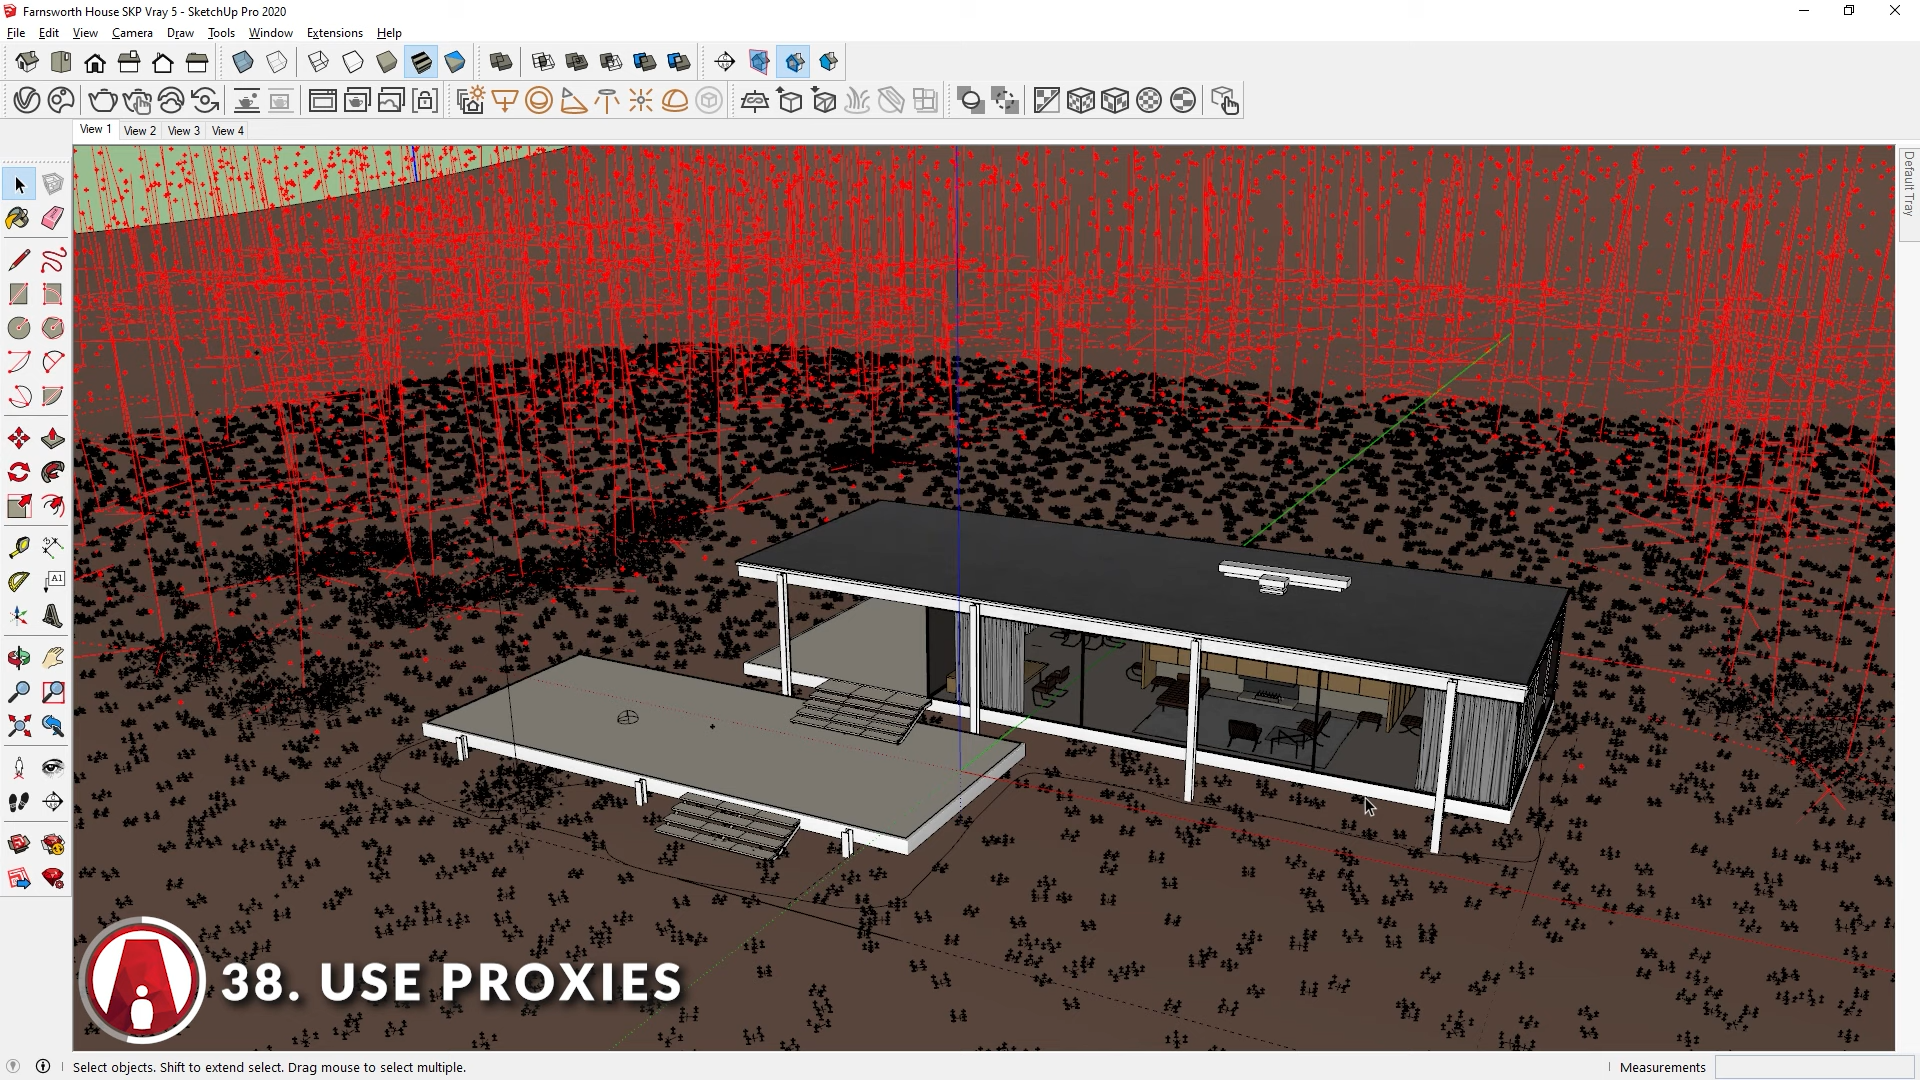 Farnsworth House SKP Vray 5 - SketchUp Pro 2020
File Edit View Camera Draw Tools Window Extensions Help
View 1 View 2 View 3 View 4
Default Tray
A1
38. USE PROXIES
Select objects. Shift to extend select. Drag mouse to select multiple.
Measurements